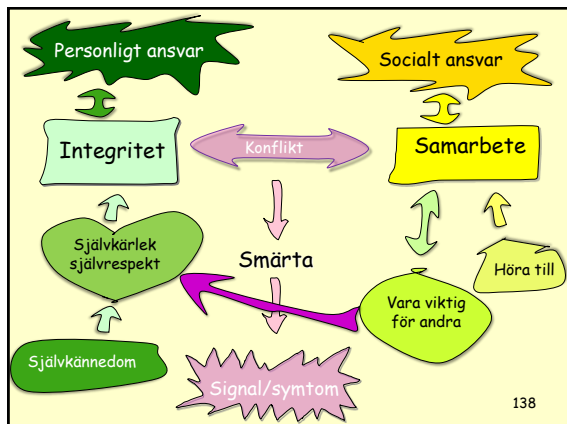 Personligt ansvar
Socialt ansvar
Integritet
Konflikt
Samarbete
Självkärlek
självrespekt
Smärta
Höra till
Vara viktig
för andra
Självkännedom
Signal/symtom
138